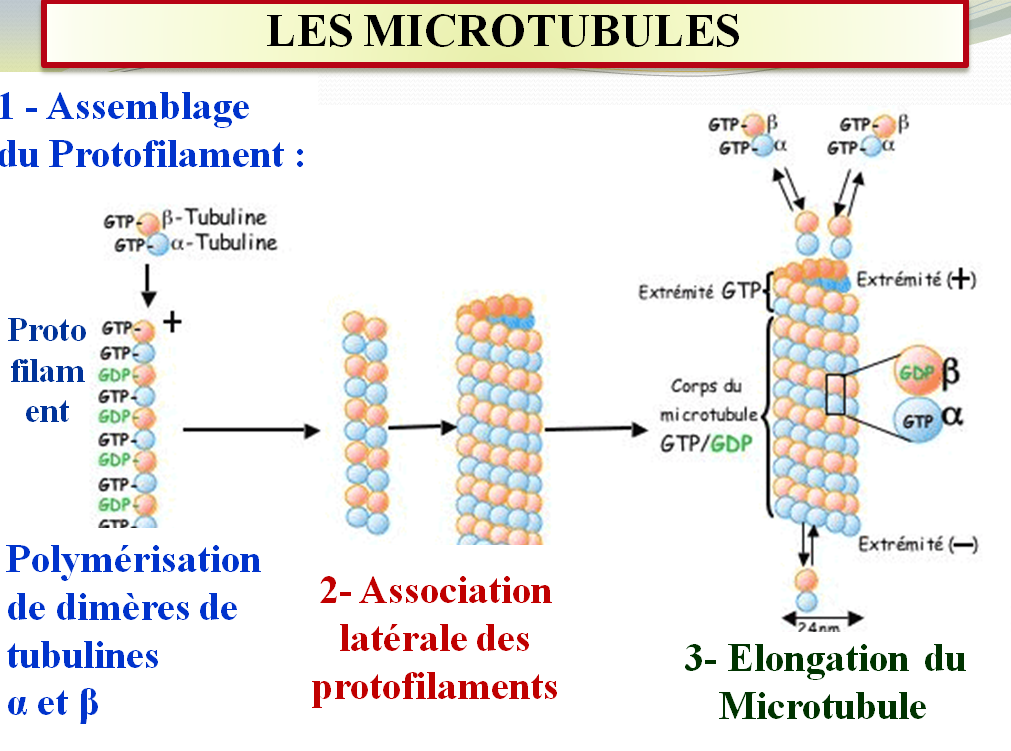 LES MICROTUBULES
1 - Assemblage
du Protofilament :
GTP- β-Tubuline
GTP- α-Tubuline
Proto
filam
ent
GTP- +
GTP-
GDP-
GTP-
GDP-
GTP-
GDP-
GTP-
GDP-
GTP-
Polymérisation
de dimères de
tubulines
α et β
2- Association
latérale des
protofilaments
GTP- β
GTP- α
GTP- β
GTP- α
Extrémité GTP
Extrémité (+)
Corps du
microtubule
GTP/GDP
GDP β
GTP α
Extrémité (—)
24nm
3- Elongation du
Microtubule